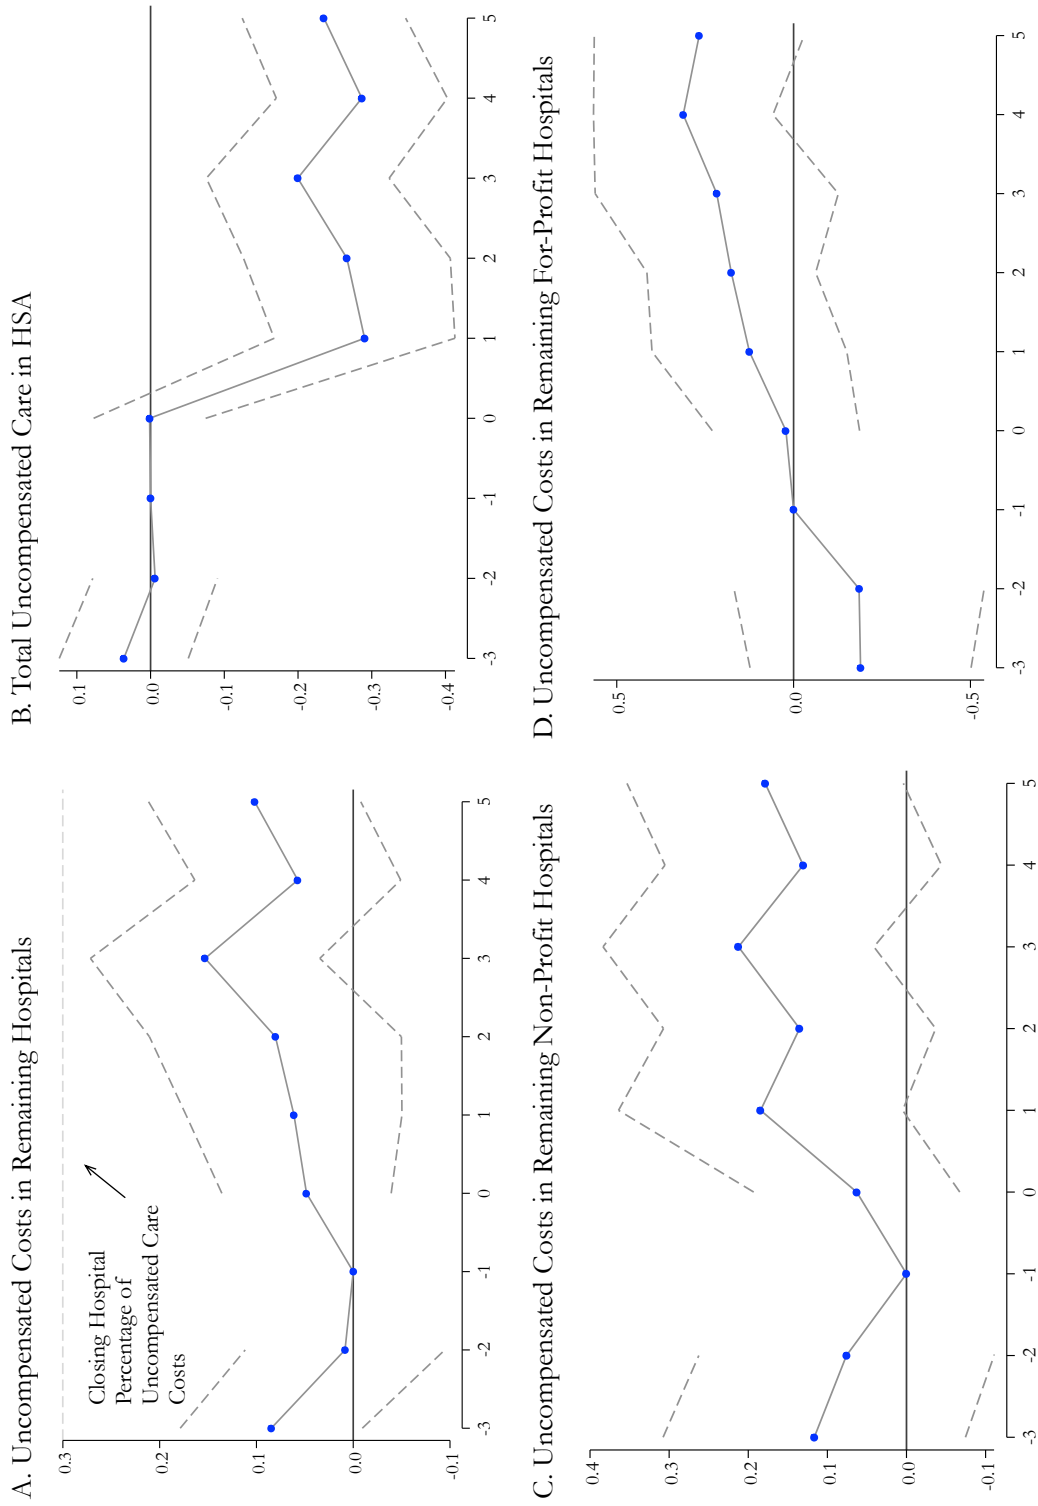 A. Uncompensated Costs in Remaining Hospitals
0.3
0.2
0.1
0.0
-0.1
Closing Hospital
Percentage of
Uncompensated Care
Costs
-3 -2 -1 0 1 2 3 4 5
B. Total Uncompensated Care in HSA
0.1
0.0
-0.1
-0.2
-0.3
-0.4
-3 -2 -1 0 1 2 3 4 5
C. Uncompensated Costs in Remaining Non-Profit Hospitals
0.4
0.3
0.2
0.1
0.0
-0.1
-3 -2 -1 0 1 2 3 4 5
D. Uncompensated Costs in Remaining For-Profit Hospitals
0.5
0.0
-0.5
-3 -2 -1 0 1 2 3 4 5